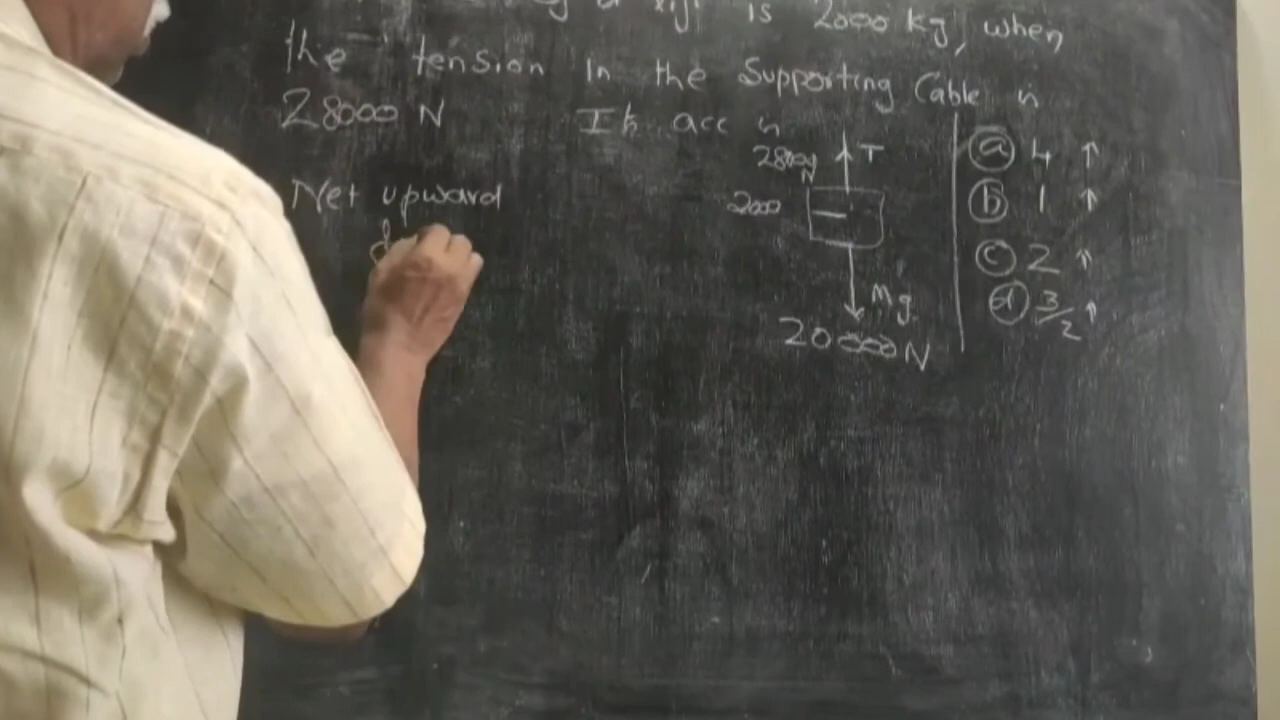 is 2000 kg, when
the tension in the Supporting Cable is
28000 N Its acc is
Net upward
T
28000 N
2000
Mg
20000 N
(a) 4 ↑
(b) 1 ↑
(c) 2 ↑
(d) 3/2 ↑